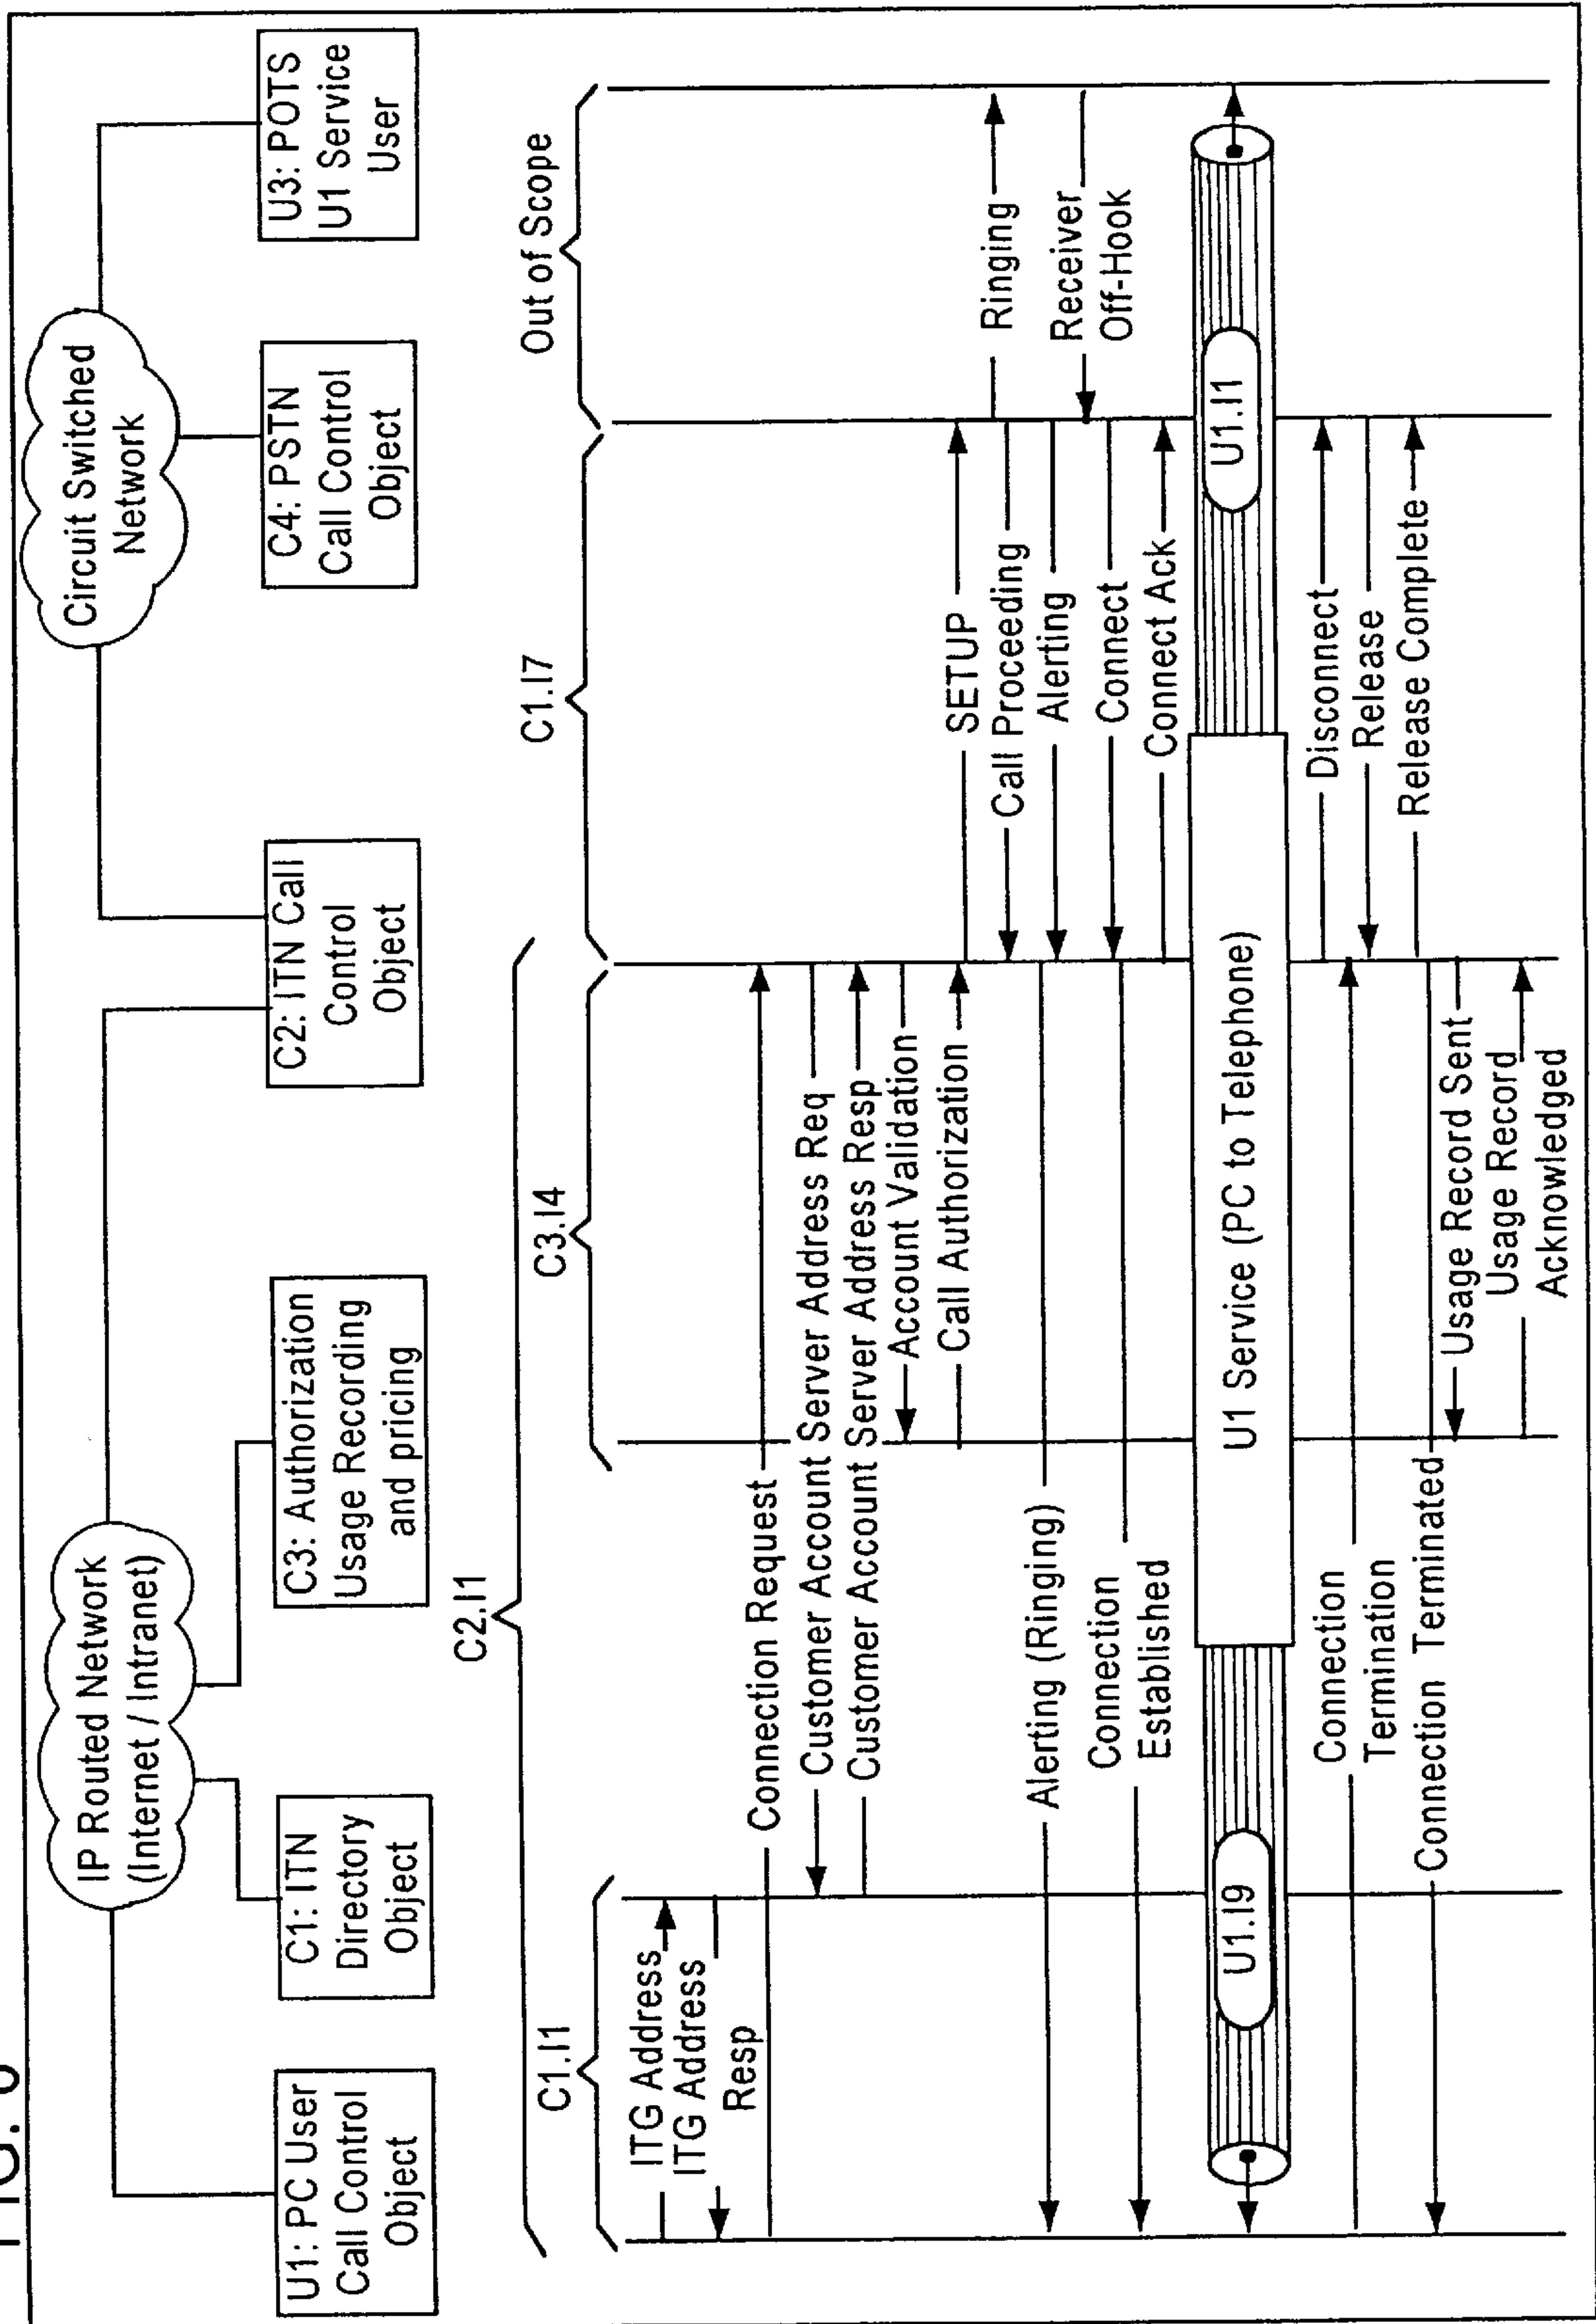 IP Routed Network
(Internet / Intranet)
Circuit Switched
Network
U1: PC User
Call Control
Object
C1: ITN
Directory
Object
C3: Authorization
Usage Recording
and pricing
C2: ITN Call
Control
Object
C4: PSTN
Call Control
Object
U3: POTS
U1 Service
User
C2.I1
C1.I1
C3.I4
C1.I7
Out of Scope
ITG Address
ITG Address
Resp
Connection Request
Customer Account Server Address Req
Customer Account Server Address Resp
Account Validation
Call Authorization
SETUP
Ringing
Call Proceeding
Alerting
Alerting (Ringing)
Receiver
Off-Hook
Connect
Connection
Established
Connect Ack
U1.I9
U1 Service (PC to Telephone)
U1.I1
Connection
Termination
Disconnect
Release
Release Complete
Connection Terminated
Usage Record Sent
Usage Record
Acknowledged